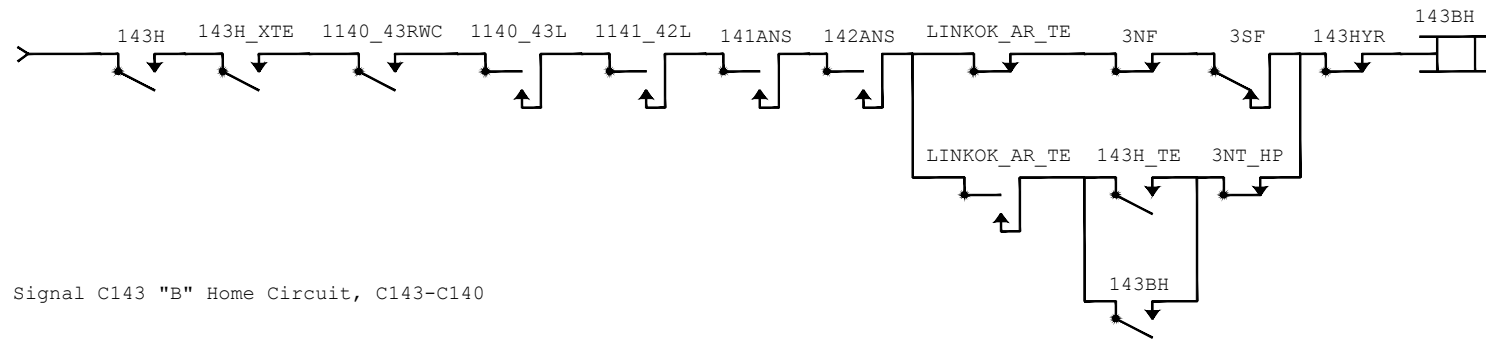 143H 143H_XTE 1140_43RWC 1140_43L 1141_42L 141ANS 142ANS LINKOK_AR_TE 3NF 3SF 143HYR 143BH
LINKOK_AR_TE 143H_TE 3NT_HP
143BH
Signal C143 "B" Home Circuit, C143-C140